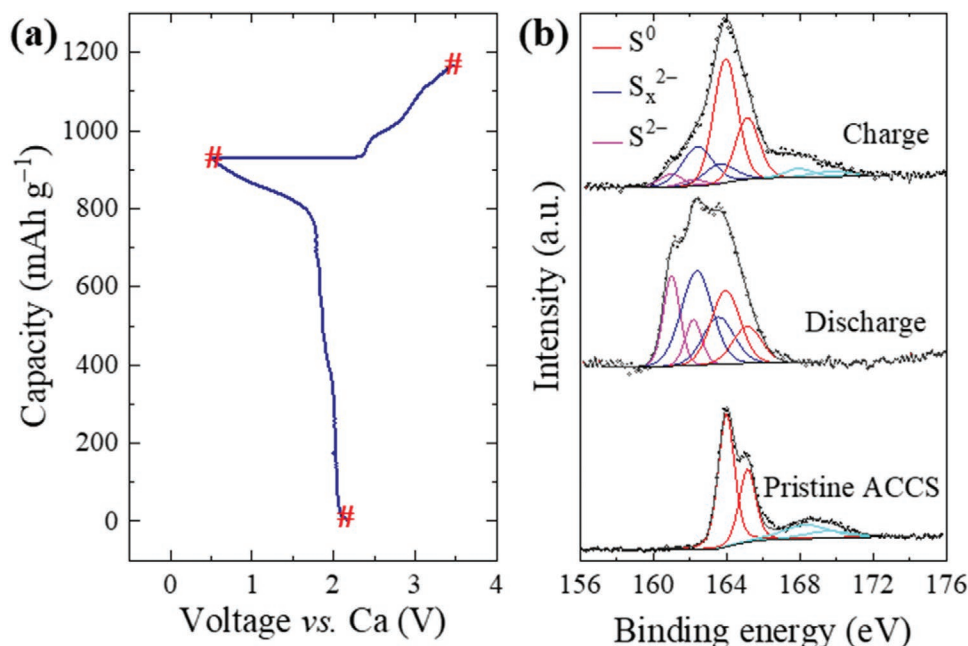 (a)
#
#
#
1200
1000
800
600
400
200
0
Capacity (mAh g⁻¹)
0 1 2 3 4
Voltage vs. Ca (V)
(b)
S⁰
Sₓ²⁻
S²⁻
Charge
Discharge
Pristine ACCS
Intensity (a.u.)
156 160 164 168 172 176
Binding energy (eV)